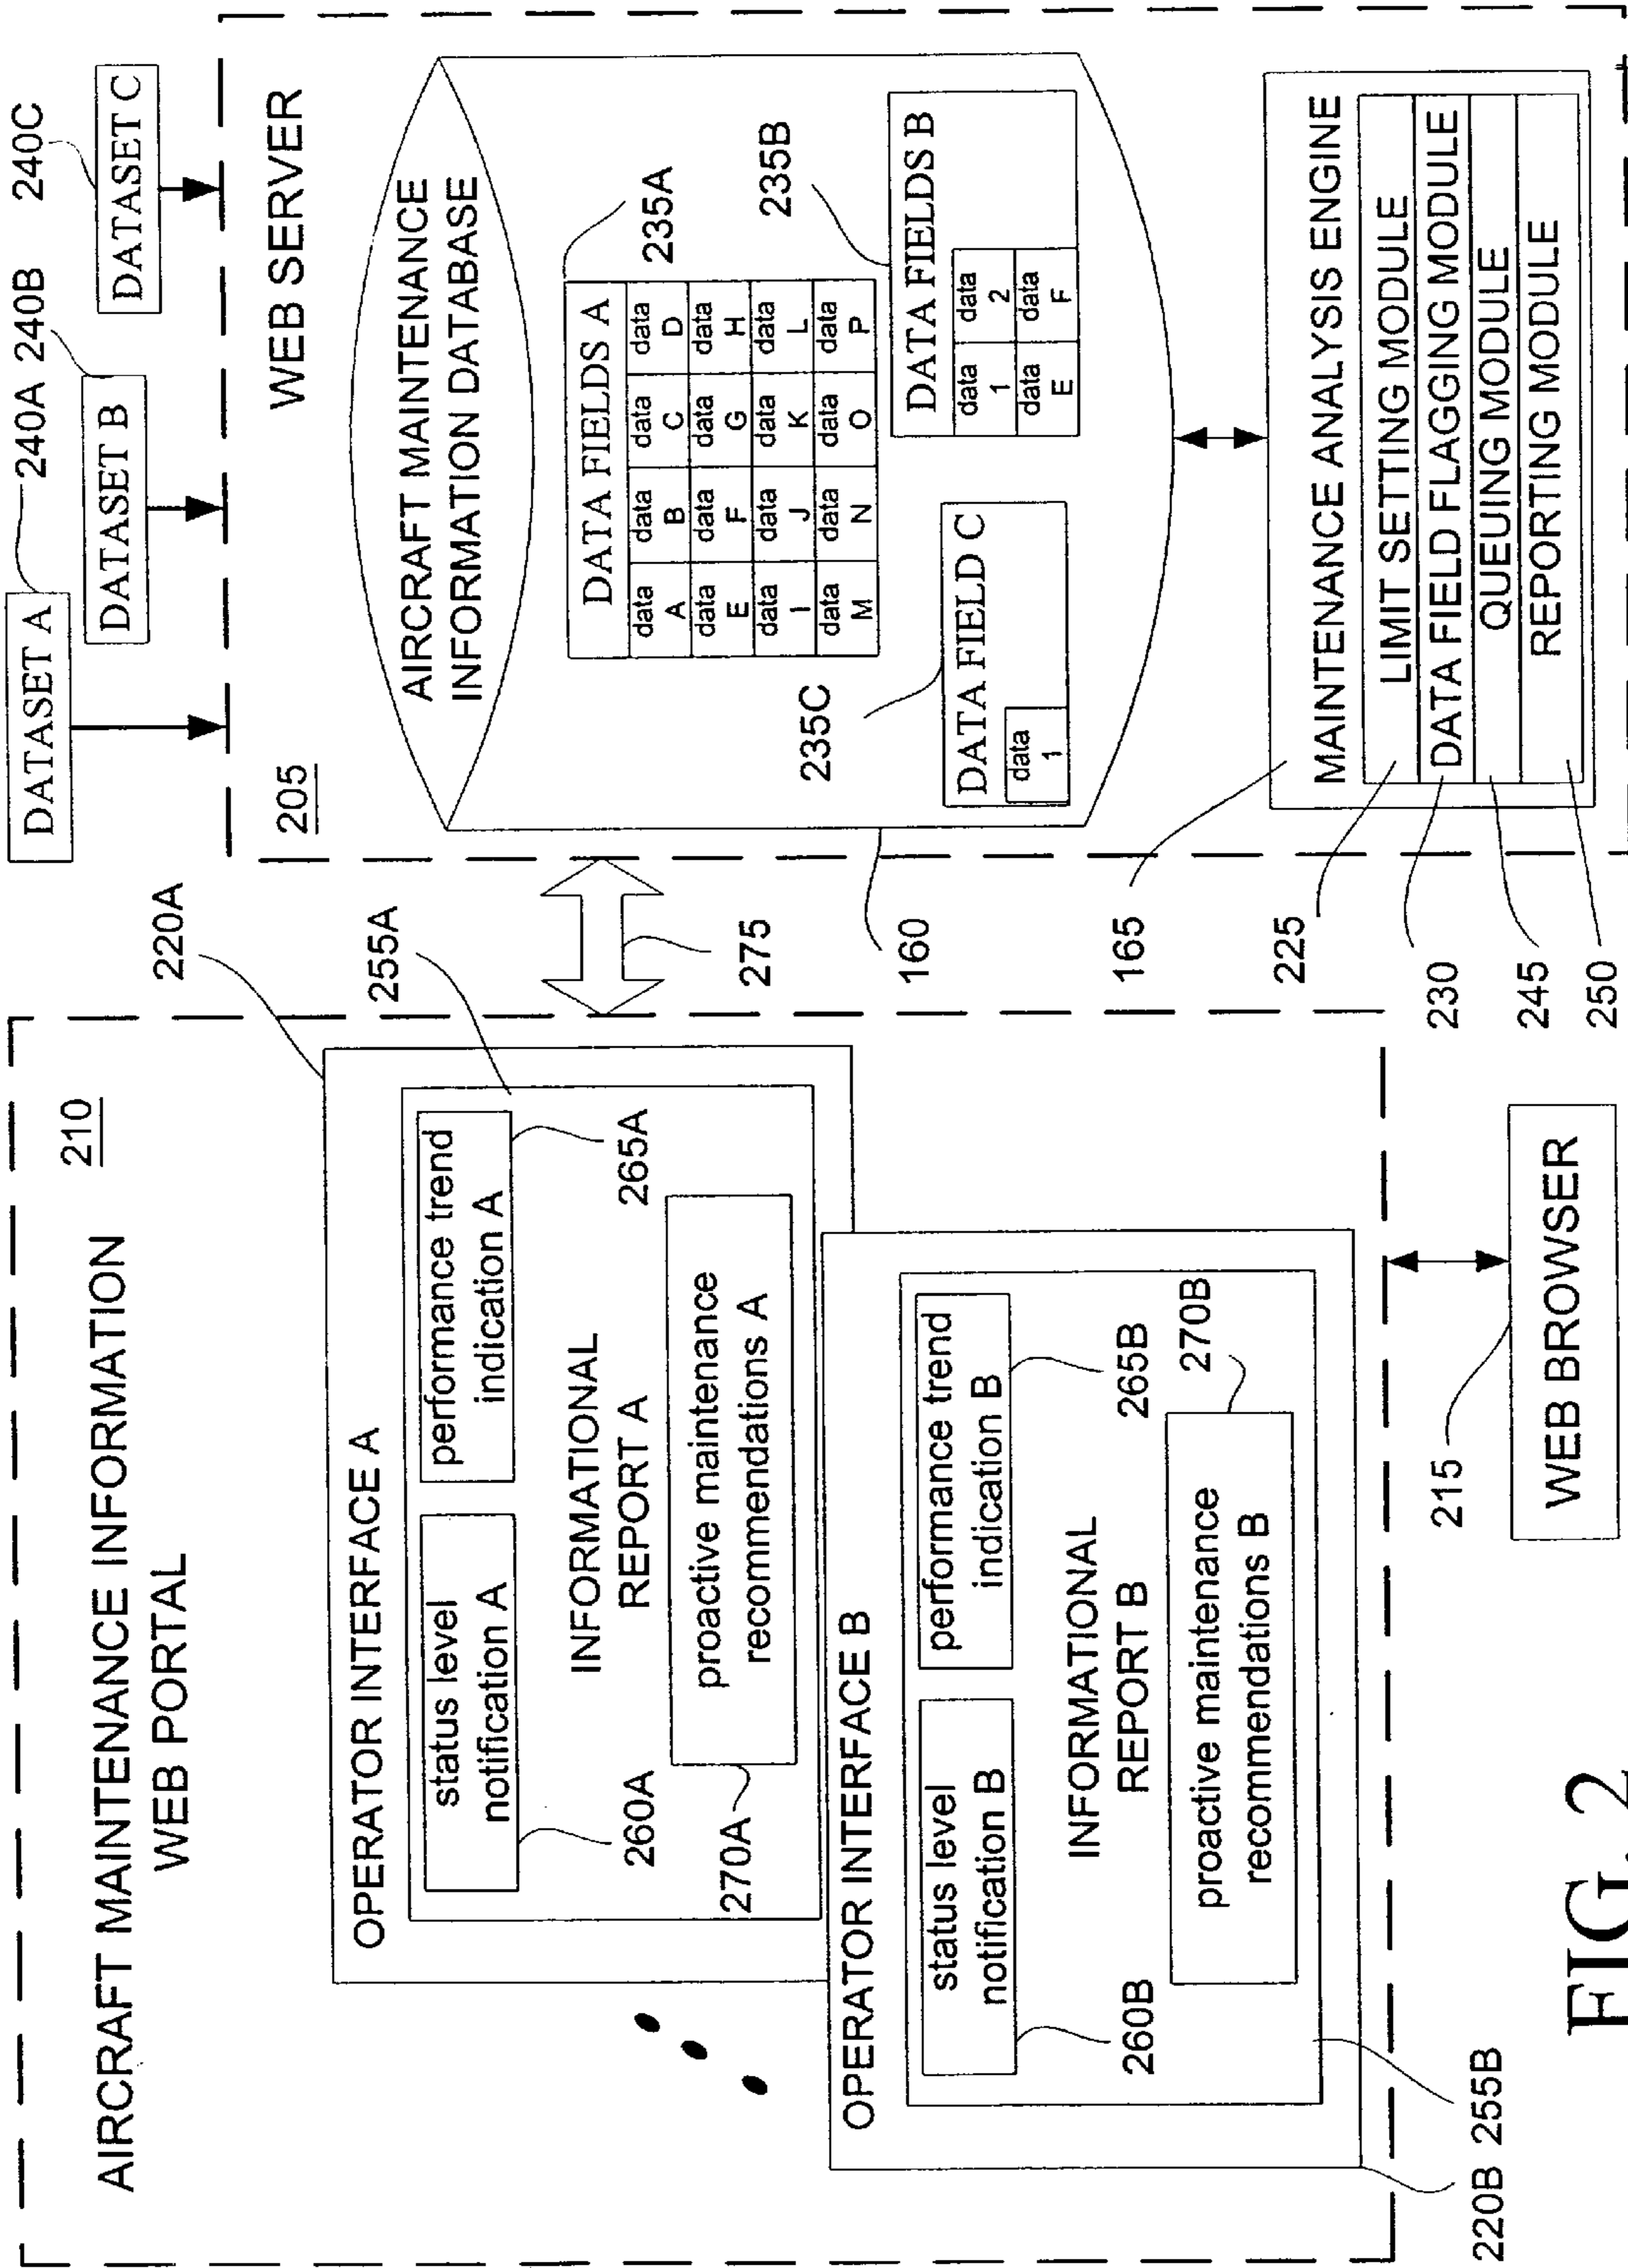 AIRCRAFT MAINTENANCE INFORMATION
WEB PORTAL
210
OPERATOR INTERFACE A
status level
notification A
performance trend
indication A
INFORMATIONAL
REPORT A
proactive maintenance
recommendations A
260A
265A
270A
220A
255A
OPERATOR INTERFACE B
status level
notification B
performance trend
indication B
INFORMATIONAL
REPORT B
proactive maintenance
recommendations B
260B
265B
270B
220B
255B
215
WEB BROWSER
275
DATASET A
240A
DATASET B
240B
DATASET C
240C
205
WEB SERVER
AIRCRAFT MAINTENANCE
INFORMATION DATABASE
DATA FIELDS A
data A data B data C data D
data E data F data G data H
data I data J data K data L
data M data N data O data P
235A
235C
DATA FIELD C
data 1
235B
DATA FIELDS B
data 1 data 2
data E data F
160
165
MAINTENANCE ANALYSIS ENGINE
225
LIMIT SETTING MODULE
230
DATA FIELD FLAGGING MODULE
245
QUEUING MODULE
250
REPORTING MODULE
FIG. 2